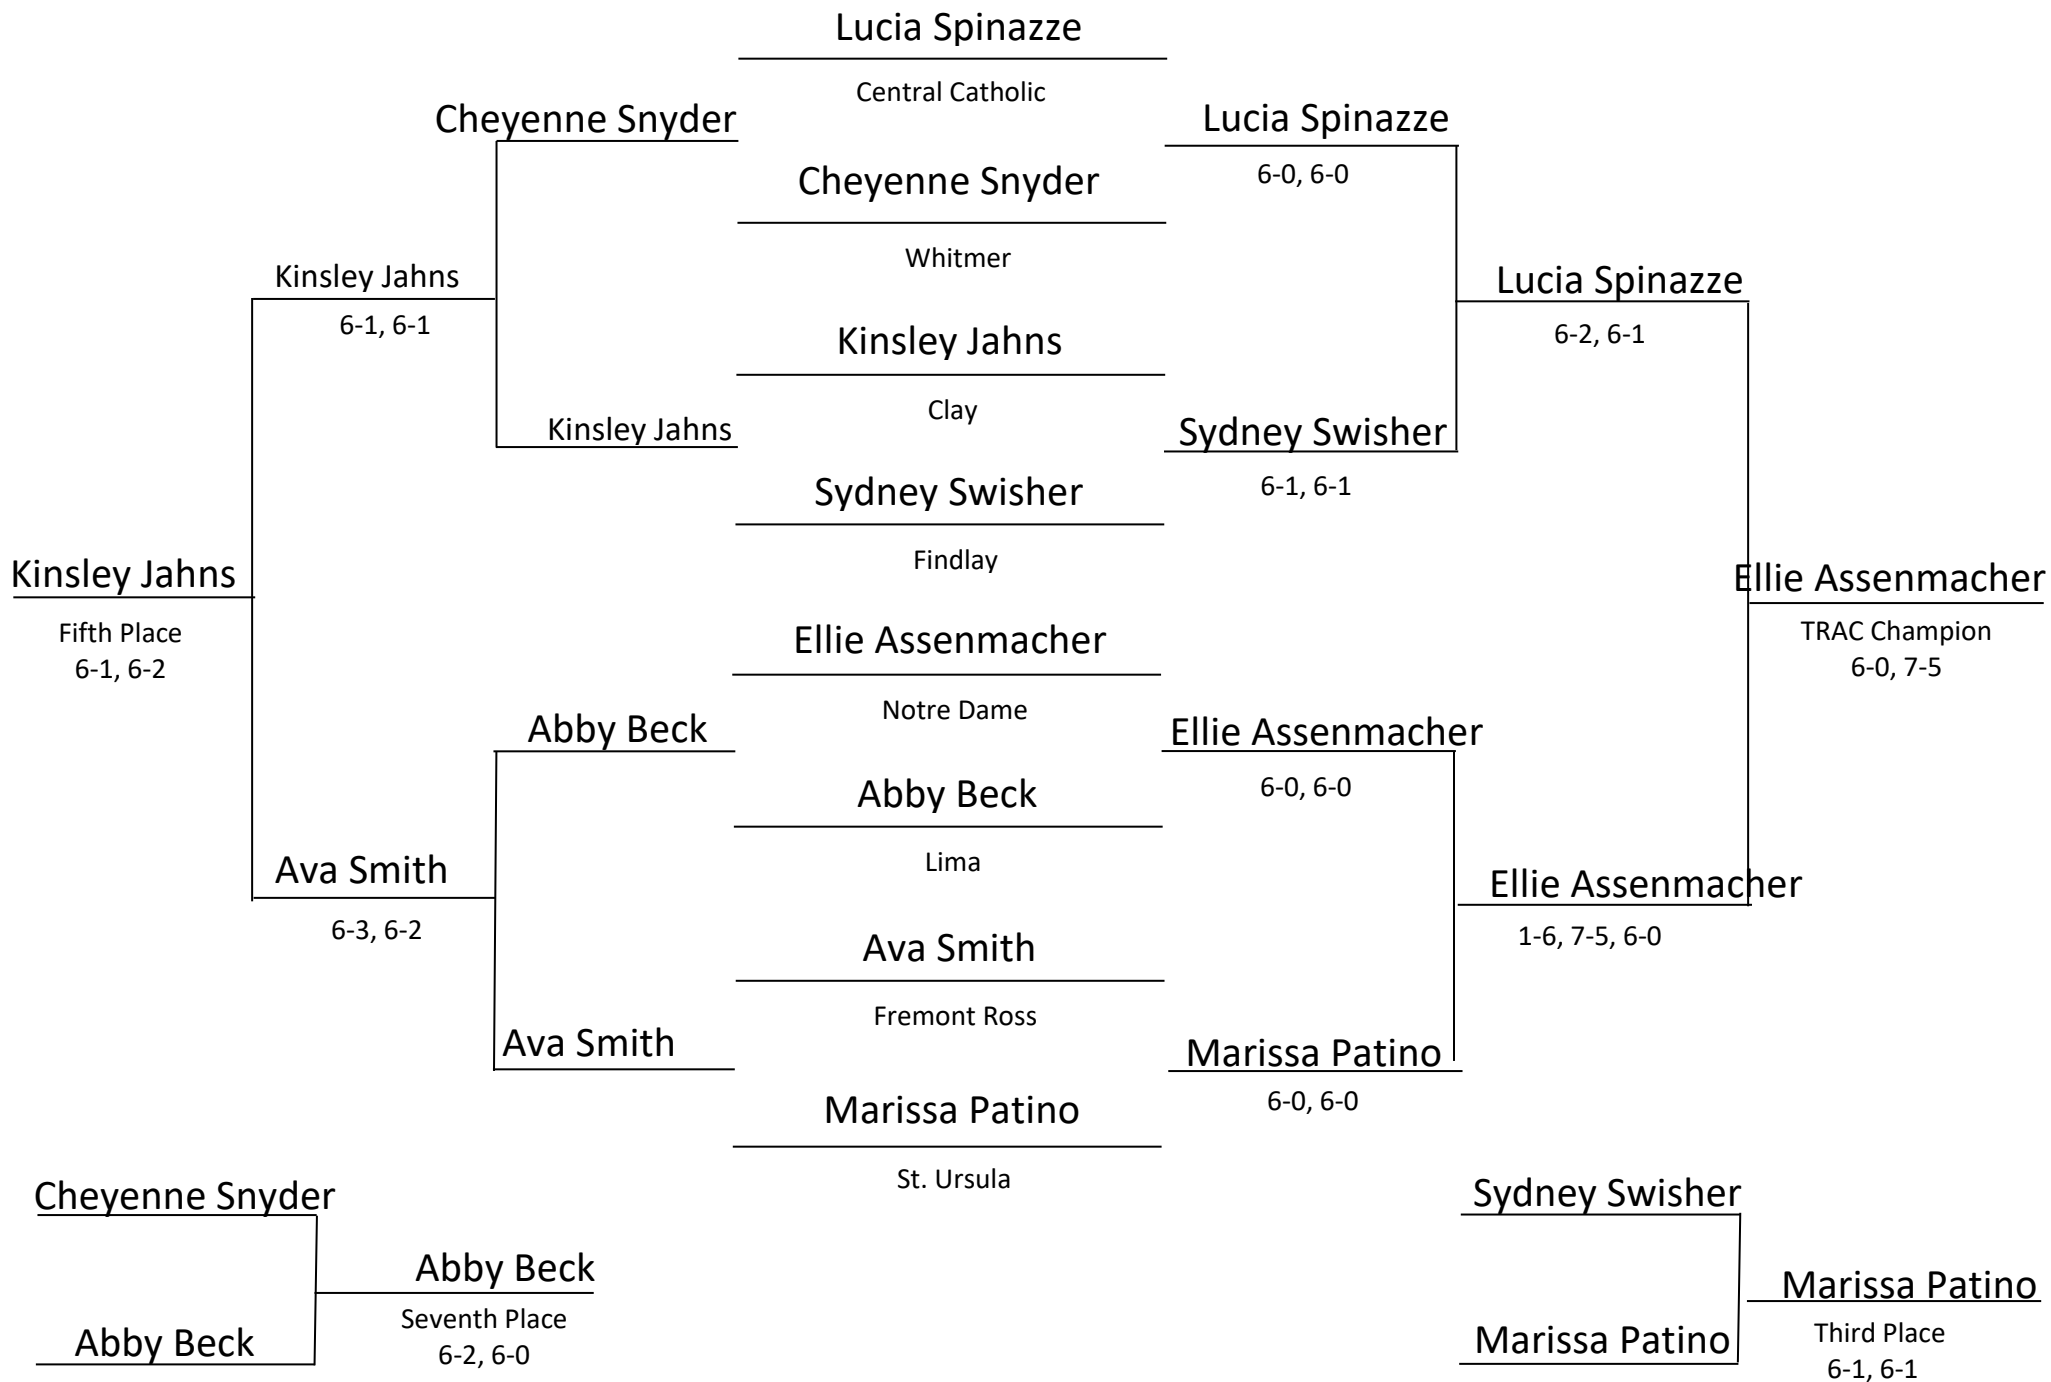 Lucia Spinazze
Central Catholic
Cheyenne Snyder
Lucia Spinazze
6-0, 6-0
Cheyenne Snyder
Whitmer
Kinsley Jahns
6-1, 6-1
Lucia Spinazze
6-2, 6-1
Kinsley Jahns
Clay
Kinsley Jahns
Sydney Swisher
6-1, 6-1
Sydney Swisher
Findlay
Kinsley Jahns
Fifth Place
6-1, 6-2
Ellie Assenmacher
TRAC Champion
6-0, 7-5
Ellie Assenmacher
Notre Dame
Abby Beck
Ellie Assenmacher
6-0, 6-0
Abby Beck
Lima
Ava Smith
6-3, 6-2
Ellie Assenmacher
1-6, 7-5, 6-0
Ava Smith
Fremont Ross
Ava Smith
Marissa Patino
6-0, 6-0
Marissa Patino
St. Ursula
Cheyenne Snyder
Abby Beck
Seventh Place
6-2, 6-0
Abby Beck
Sydney Swisher
Marissa Patino
Third Place
6-1, 6-1
Marissa Patino